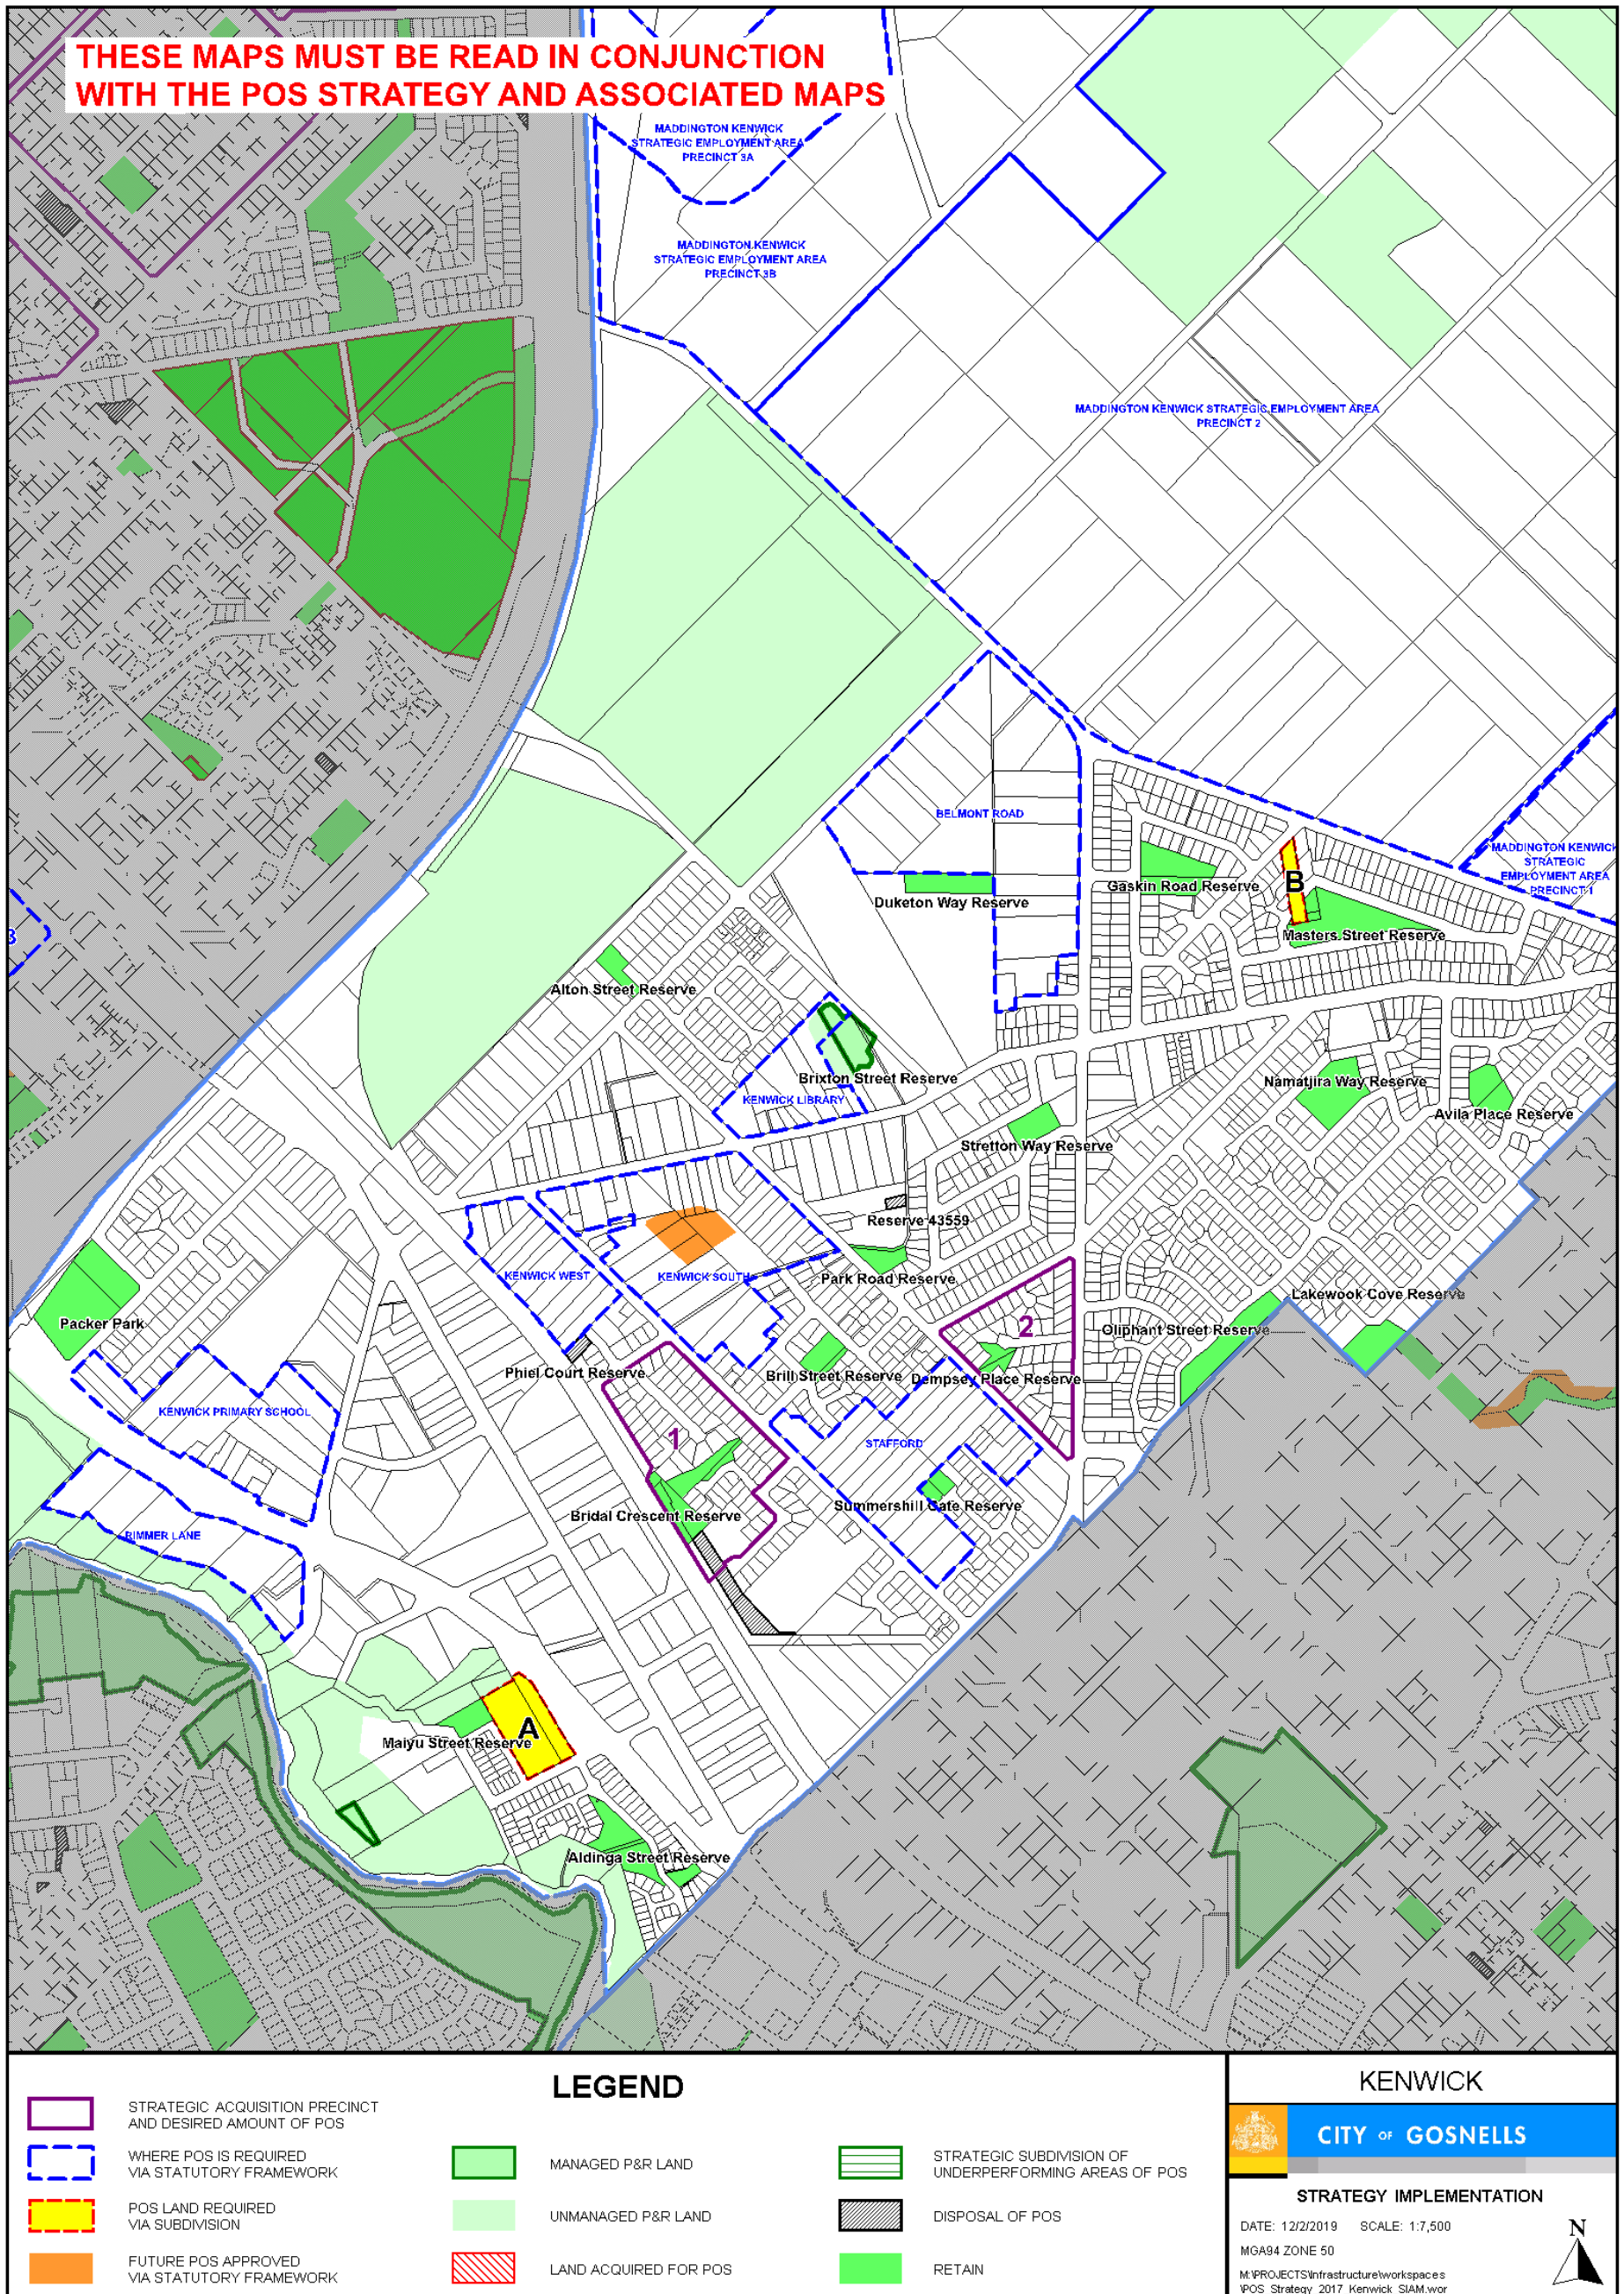 THESE MAPS MUST BE READ IN CONJUNCTION
WITH THE POS STRATEGY AND ASSOCIATED MAPS
MADDINGTON KENWICK
STRATEGIC EMPLOYMENT AREA
PRECINCT 3A
MADDINGTON KENWICK
STRATEGIC EMPLOYMENT AREA
PRECINCT 3B
MADDINGTON KENWICK STRATEGIC EMPLOYMENT AREA
PRECINCT 2
BELMONT ROAD
MADDINGTON KENWICK
STRATEGIC
EMPLOYMENT AREA
PRECINCT 1
B
Gaskin Road Reserve
Duketon Way Reserve
Masters Street Reserve
3
Alton Street Reserve
Brixton Street Reserve
KENWICK LIBRARY
Namatjira Way Reserve
Avila Place Reserve
Stretton Way Reserve
Reserve 43559
KENWICK WEST
KENWICK SOUTH
Park Road Reserve
Lakewook Cove Reserve
Packer Park
2
Oliphant Street Reserve
Phiel Court Reserve
Brill Street Reserve
Dempsey Place Reserve
KENWICK PRIMARY SCHOOL
1
STAFFORD
Summershill Gate Reserve
Bridal Crescent Reserve
RIMMER LANE
A
Maiyu Street Reserve
Aldinga Street Reserve
LEGEND
STRATEGIC ACQUISITION PRECINCT
AND DESIRED AMOUNT OF POS
WHERE POS IS REQUIRED
VIA STATUTORY FRAMEWORK
POS LAND REQUIRED
VIA SUBDIVISION
FUTURE POS APPROVED
VIA STATUTORY FRAMEWORK
MANAGED P&R LAND
UNMANAGED P&R LAND
LAND ACQUIRED FOR POS
STRATEGIC SUBDIVISION OF
UNDERPERFORMING AREAS OF POS
DISPOSAL OF POS
RETAIN
KENWICK
CITY OF GOSNELLS
STRATEGY IMPLEMENTATION
DATE: 12/2/2019 SCALE: 1:7,500
N
MGA94 ZONE 50
M:\PROJECTS\Infrastructure\workspaces
\POS_Strategy_2017_Kenwick_SIAM.wor